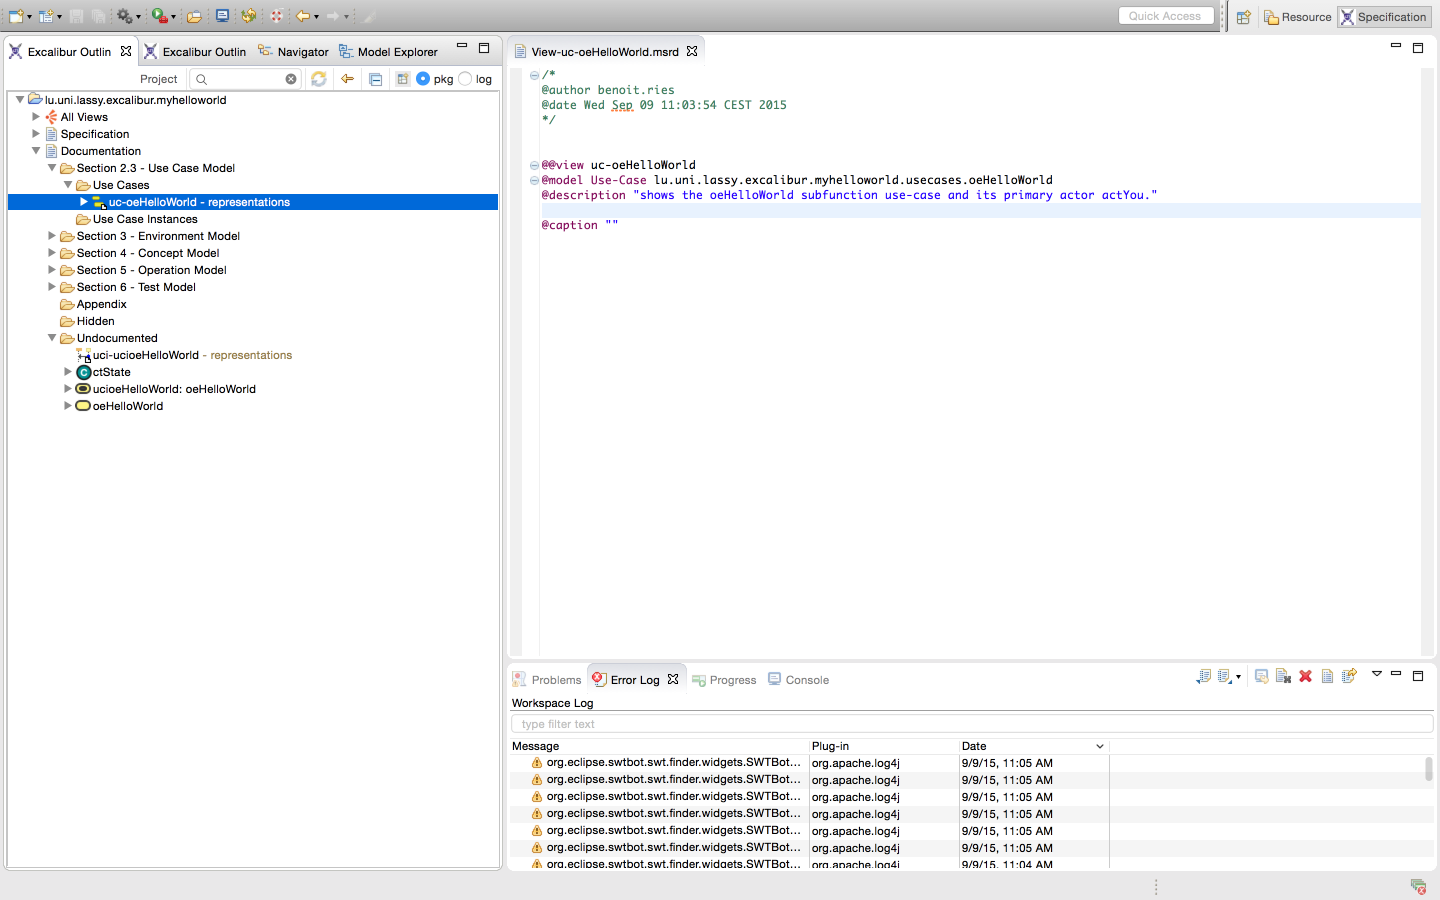 Quick Access
Resource
Specification
Excalibur Outlin
Excalibur Outlin
Navigator
Model Explorer
Project
pkg
log
lu.uni.lassy.excalibur.myhelloworld
All Views
Specification
Documentation
Section 2.3 - Use Case Model
Use Cases
uc-oeHelloWorld - representations
Use Case Instances
Section 3 - Environment Model
Section 4 - Concept Model
Section 5 - Operation Model
Section 6 - Test Model
Appendix
Hidden
Undocumented
uci-ucioeHelloWorld - representations
C ctState
ucioeHelloWorld: oeHelloWorld
oeHelloWorld
View-uc-oeHelloWorld.msrd
/*
@author benoit.ries
@date Wed Sep 09 11:03:54 CEST 2015
*/
@@view uc-oeHelloWorld
@model Use-Case lu.uni.lassy.excalibur.myhelloworld.usecases.oeHelloWorld
@description "shows the oeHelloWorld subfunction use-case and its primary actor actYou."
@caption ""
Problems
Error Log
Progress
Console
Workspace Log
type filter text
Message Plug-in Date
org.eclipse.swtbot.swt.finder.widgets.SWTBot... org.apache.log4j 9/9/15, 11:05 AM
org.eclipse.swtbot.swt.finder.widgets.SWTBot... org.apache.log4j 9/9/15, 11:05 AM
org.eclipse.swtbot.swt.finder.widgets.SWTBot... org.apache.log4j 9/9/15, 11:05 AM
org.eclipse.swtbot.swt.finder.widgets.SWTBot... org.apache.log4j 9/9/15, 11:05 AM
org.eclipse.swtbot.swt.finder.widgets.SWTBot... org.apache.log4j 9/9/15, 11:05 AM
org.eclipse.swtbot.swt.finder.widgets.SWTBot... org.apache.log4j 9/9/15, 11:05 AM
org.eclipse.swtbot.swt.finder.widgets.SWTBot... org.apache.log4j 9/9/15, 11:04 AM